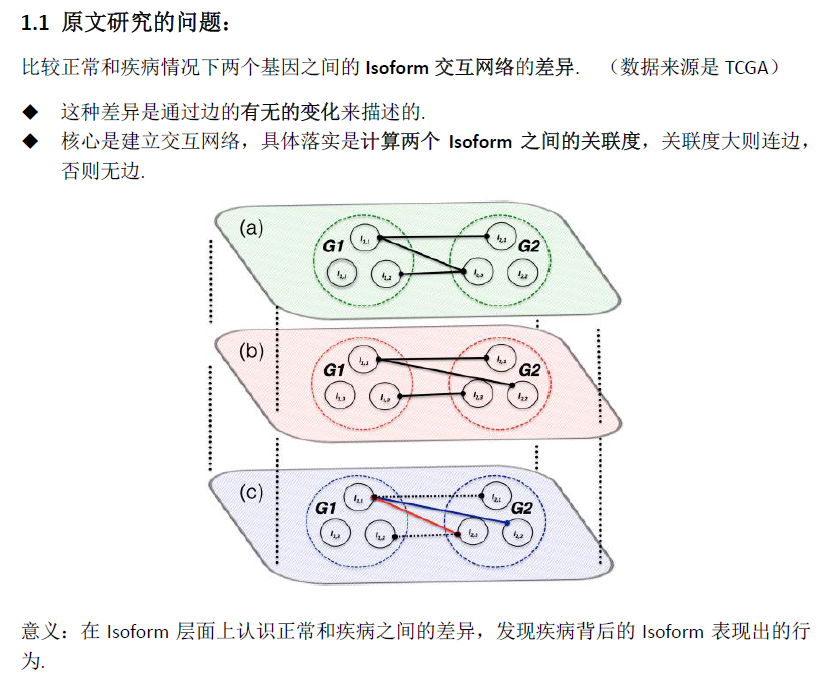 1.1 原文研究的问题：
比较正常和疾病情况下两个基因之间的 Isoform 交互网络的差异. （数据来源是 TCGA）
◆ 这种差异是通过边的有无的变化来描述的.
◆ 核心是建立交互网络，具体落实是计算两个 Isoform 之间的关联度，关联度大则连边，
否则无边.
(a)
G1
G2
(b)
G1
G2
(c)
G1
G2
意义：在 Isoform 层面上认识正常和疾病之间的差异，发现疾病背后的 Isoform 表现出的行
为.